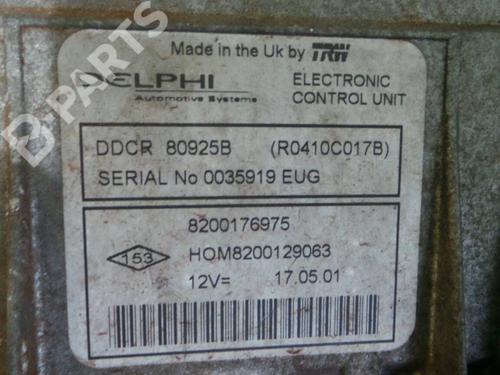 B-PARTS
Made in the Uk by TRW
DELPHI
Automotive Systems
ELECTRONIC
CONTROL UNIT
DDCR 80925B (R0410C017B)
SERIAL No 0035919 EUG
8200176975
153
HOM8200129063
12V= 17.05.01